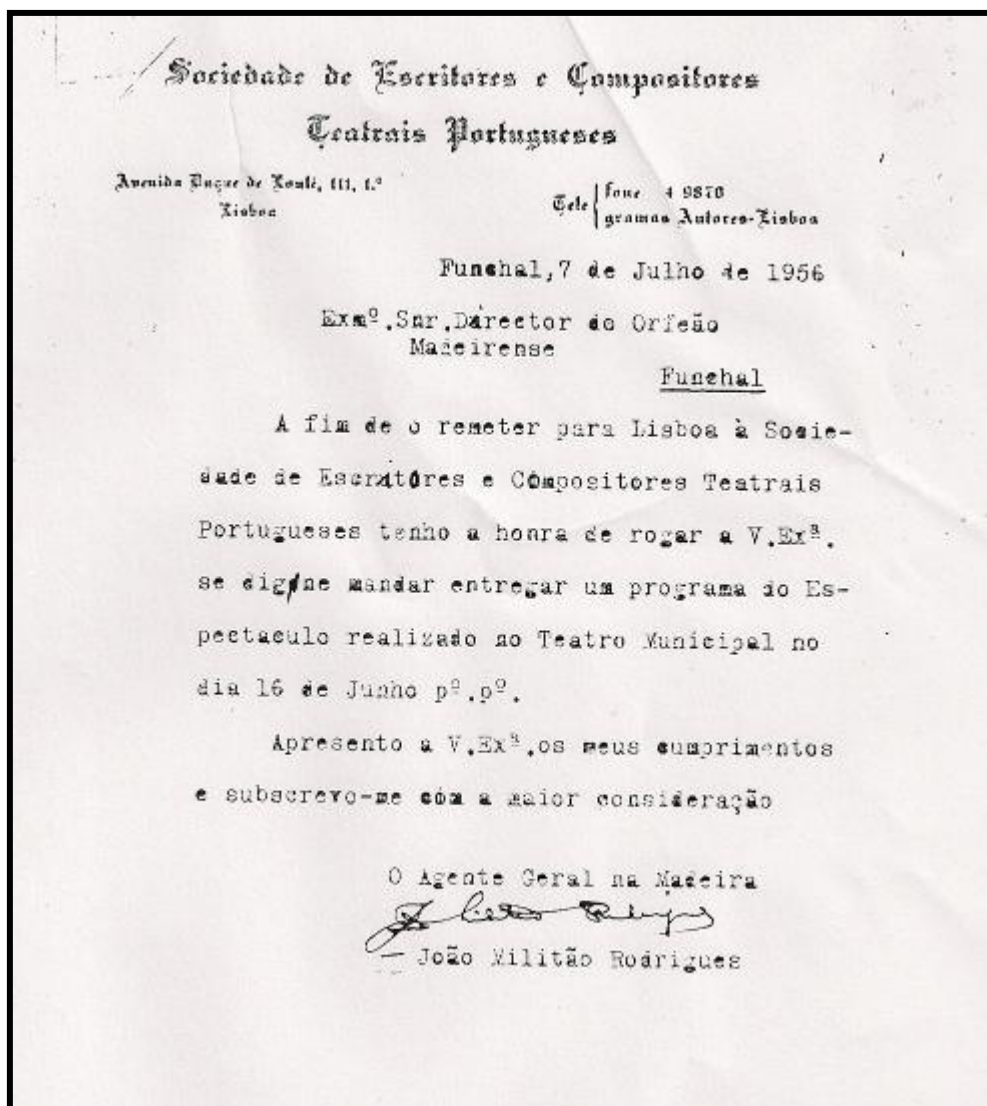 Sociedade de Escritores e Compositores
Teatrais Portugueses
Avenida Duque de Loulé, 111, 1.º
Lisboa
Tele { fone 4 9870
gramas Autores-Lisboa
Funchal,7 de Julho de 1956
Exmº.Snr.Director do Orfeão
Madeirense
Funchal
A fim de o remeter para Lisboa à Socie-
dade de Escritores e Compositores Teatrais
Portugueses tenho a honra de rogar a V.Exª.
se digne mandar entregar um programa do Es-
pectaculo realizado no Teatro Municipal no
dia 16 de Junho pº.pº.
Apresento a V.Exª.os meus cumprimentos
e subscrevo-me com a maior consideração
O Agente Geral na Madeira
- João Militão Rodrigues